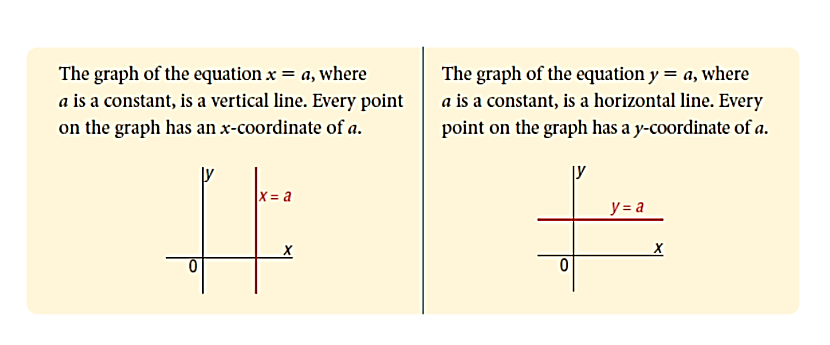 The graph of the equation x = a, where
a is a constant, is a vertical line. Every point
on the graph has an x-coordinate of a.
y
x = a
x
0
The graph of the equation y = a, where
a is a constant, is a horizontal line. Every
point on the graph has a y-coordinate of a.
y
y = a
x
0